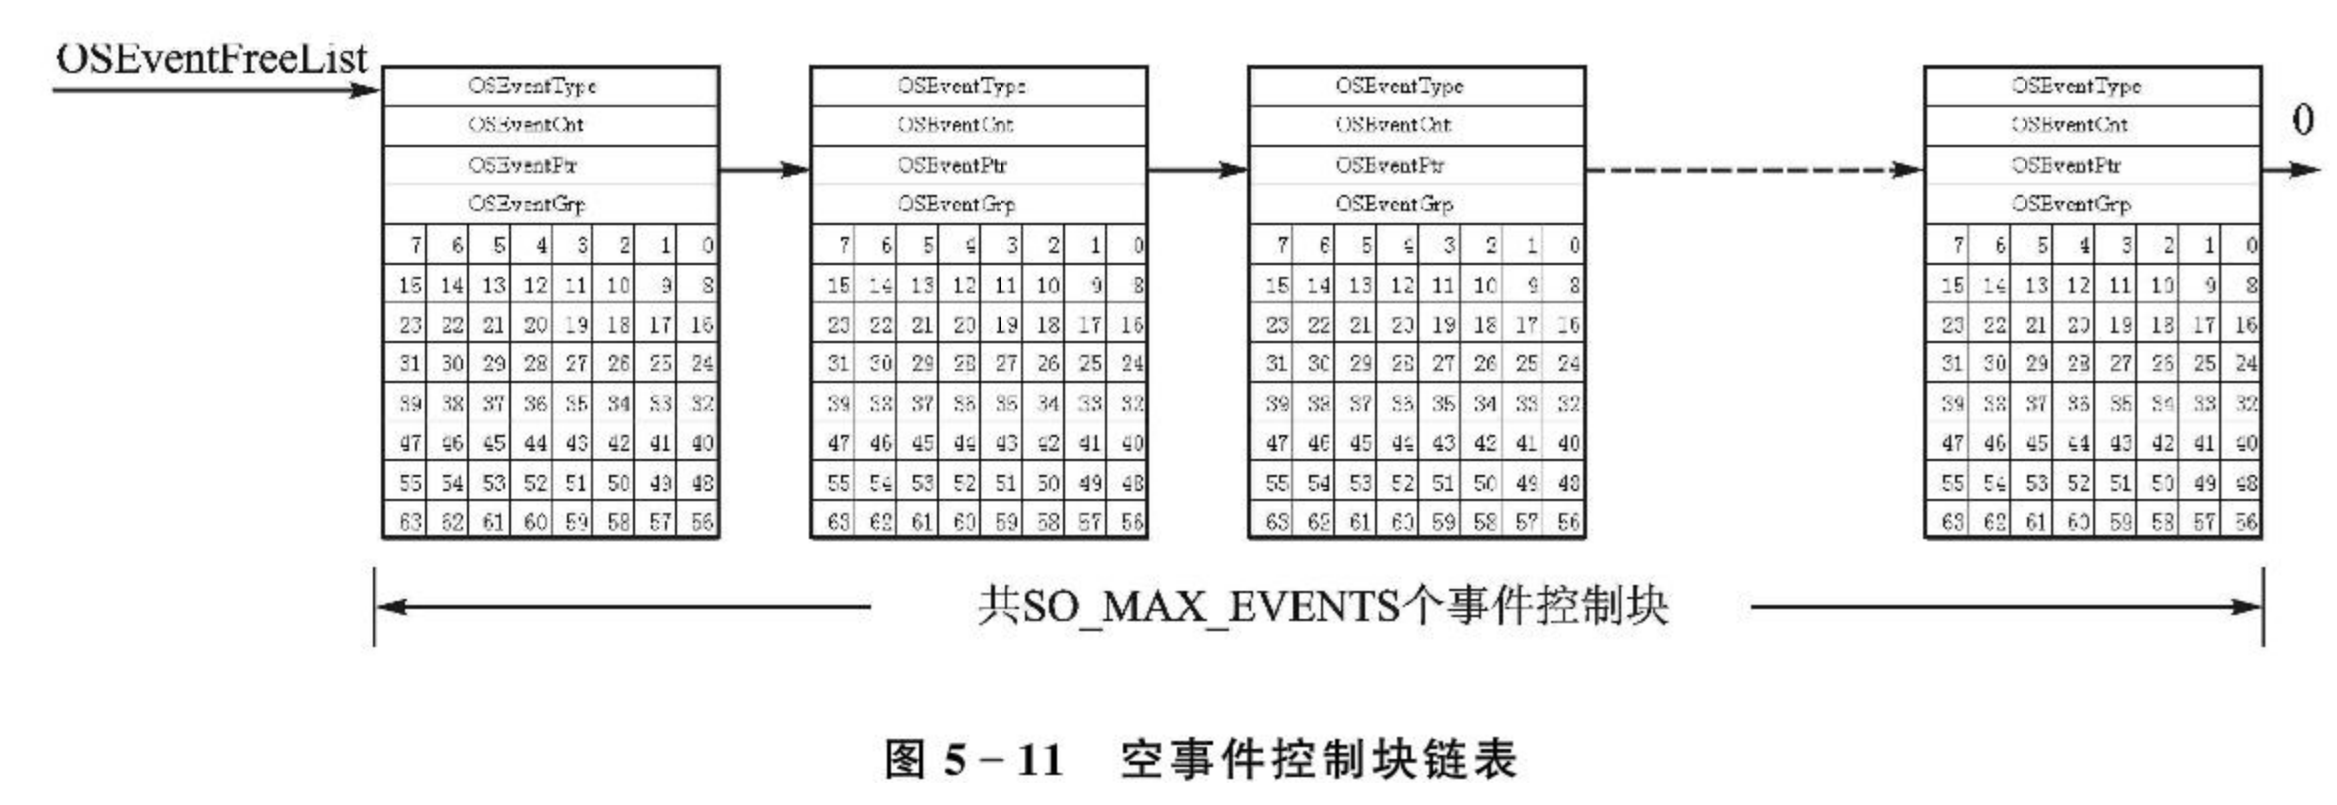 OSEventFreeList
OSEventType OSEventType OSEventType OSEventType
OSEventCnt OSEventCnt OSEventCnt OSEventCnt 0
OSEventPtr OSEventPtr OSEventPtr OSEventPtr
OSEventGrp OSEventGrp OSEventGrp OSEventGrp
7 6 5 4 3 2 1 0 7 6 5 4 3 2 1 0 7 6 5 4 3 2 1 0 7 6 5 4 3 2 1 0
15 14 13 12 11 10 9 8 15 14 13 12 11 10 9 8 15 14 13 12 11 10 9 8 15 14 13 12 11 10 9 8
23 22 21 20 19 18 17 16 23 22 21 20 19 18 17 16 23 22 21 20 19 18 17 16 23 22 21 20 19 18 17 16
31 30 29 28 27 26 25 24 31 30 29 28 27 26 25 24 31 30 29 28 27 26 25 24 31 30 29 28 27 26 25 24
39 38 37 36 35 34 33 32 39 38 37 36 35 34 33 32 39 38 37 36 35 34 33 32 39 38 37 36 35 34 33 32
47 46 45 44 43 42 41 40 47 46 45 44 43 42 41 40 47 46 45 44 43 42 41 40 47 46 45 44 43 42 41 40
55 54 53 52 51 50 49 48 55 54 53 52 51 50 49 48 55 54 53 52 51 50 49 48 55 54 53 52 51 50 49 48
63 62 61 60 59 58 57 56 63 62 61 60 59 58 57 56 63 62 61 60 59 58 57 56 63 62 61 60 59 58 57 56
共SO_MAX_EVENTS个事件控制块
图 5-11 空事件控制块链表